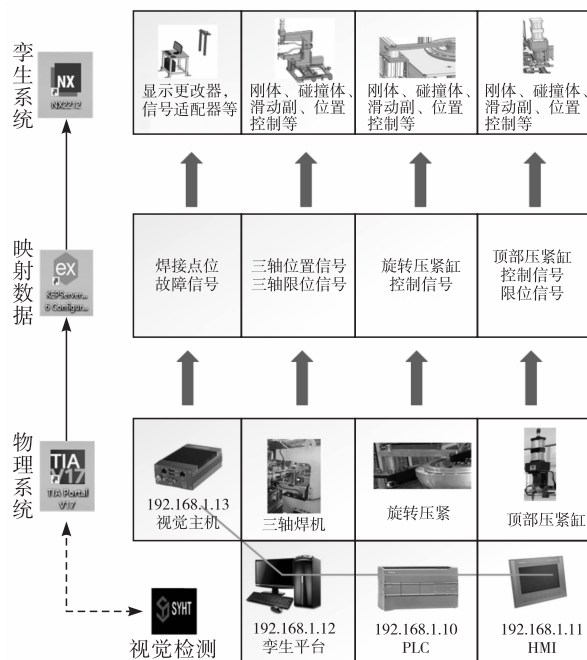 孪生系统
NX
NX2212
显示更改器，
信号适配器等
刚体、碰撞体、
滑动副、位置
控制等
刚体、碰撞体、
滑动副、位置
控制等
刚体、碰撞体、
滑动副、位置
控制等
映射数据
ex
KEPServer...
6 Configur...
焊接点位
故障信号
三轴位置信号
三轴限位信号
旋转压紧缸
控制信号
顶部压紧缸
控制信号
限位信号
物理系统
TIA
V17
TIA Portal
V17
192.168.1.13
视觉主机
三轴焊机
旋转压紧
顶部压紧缸
SYHT
视觉检测
192.168.1.12
孪生平台
192.168.1.10
PLC
192.168.1.11
HMI